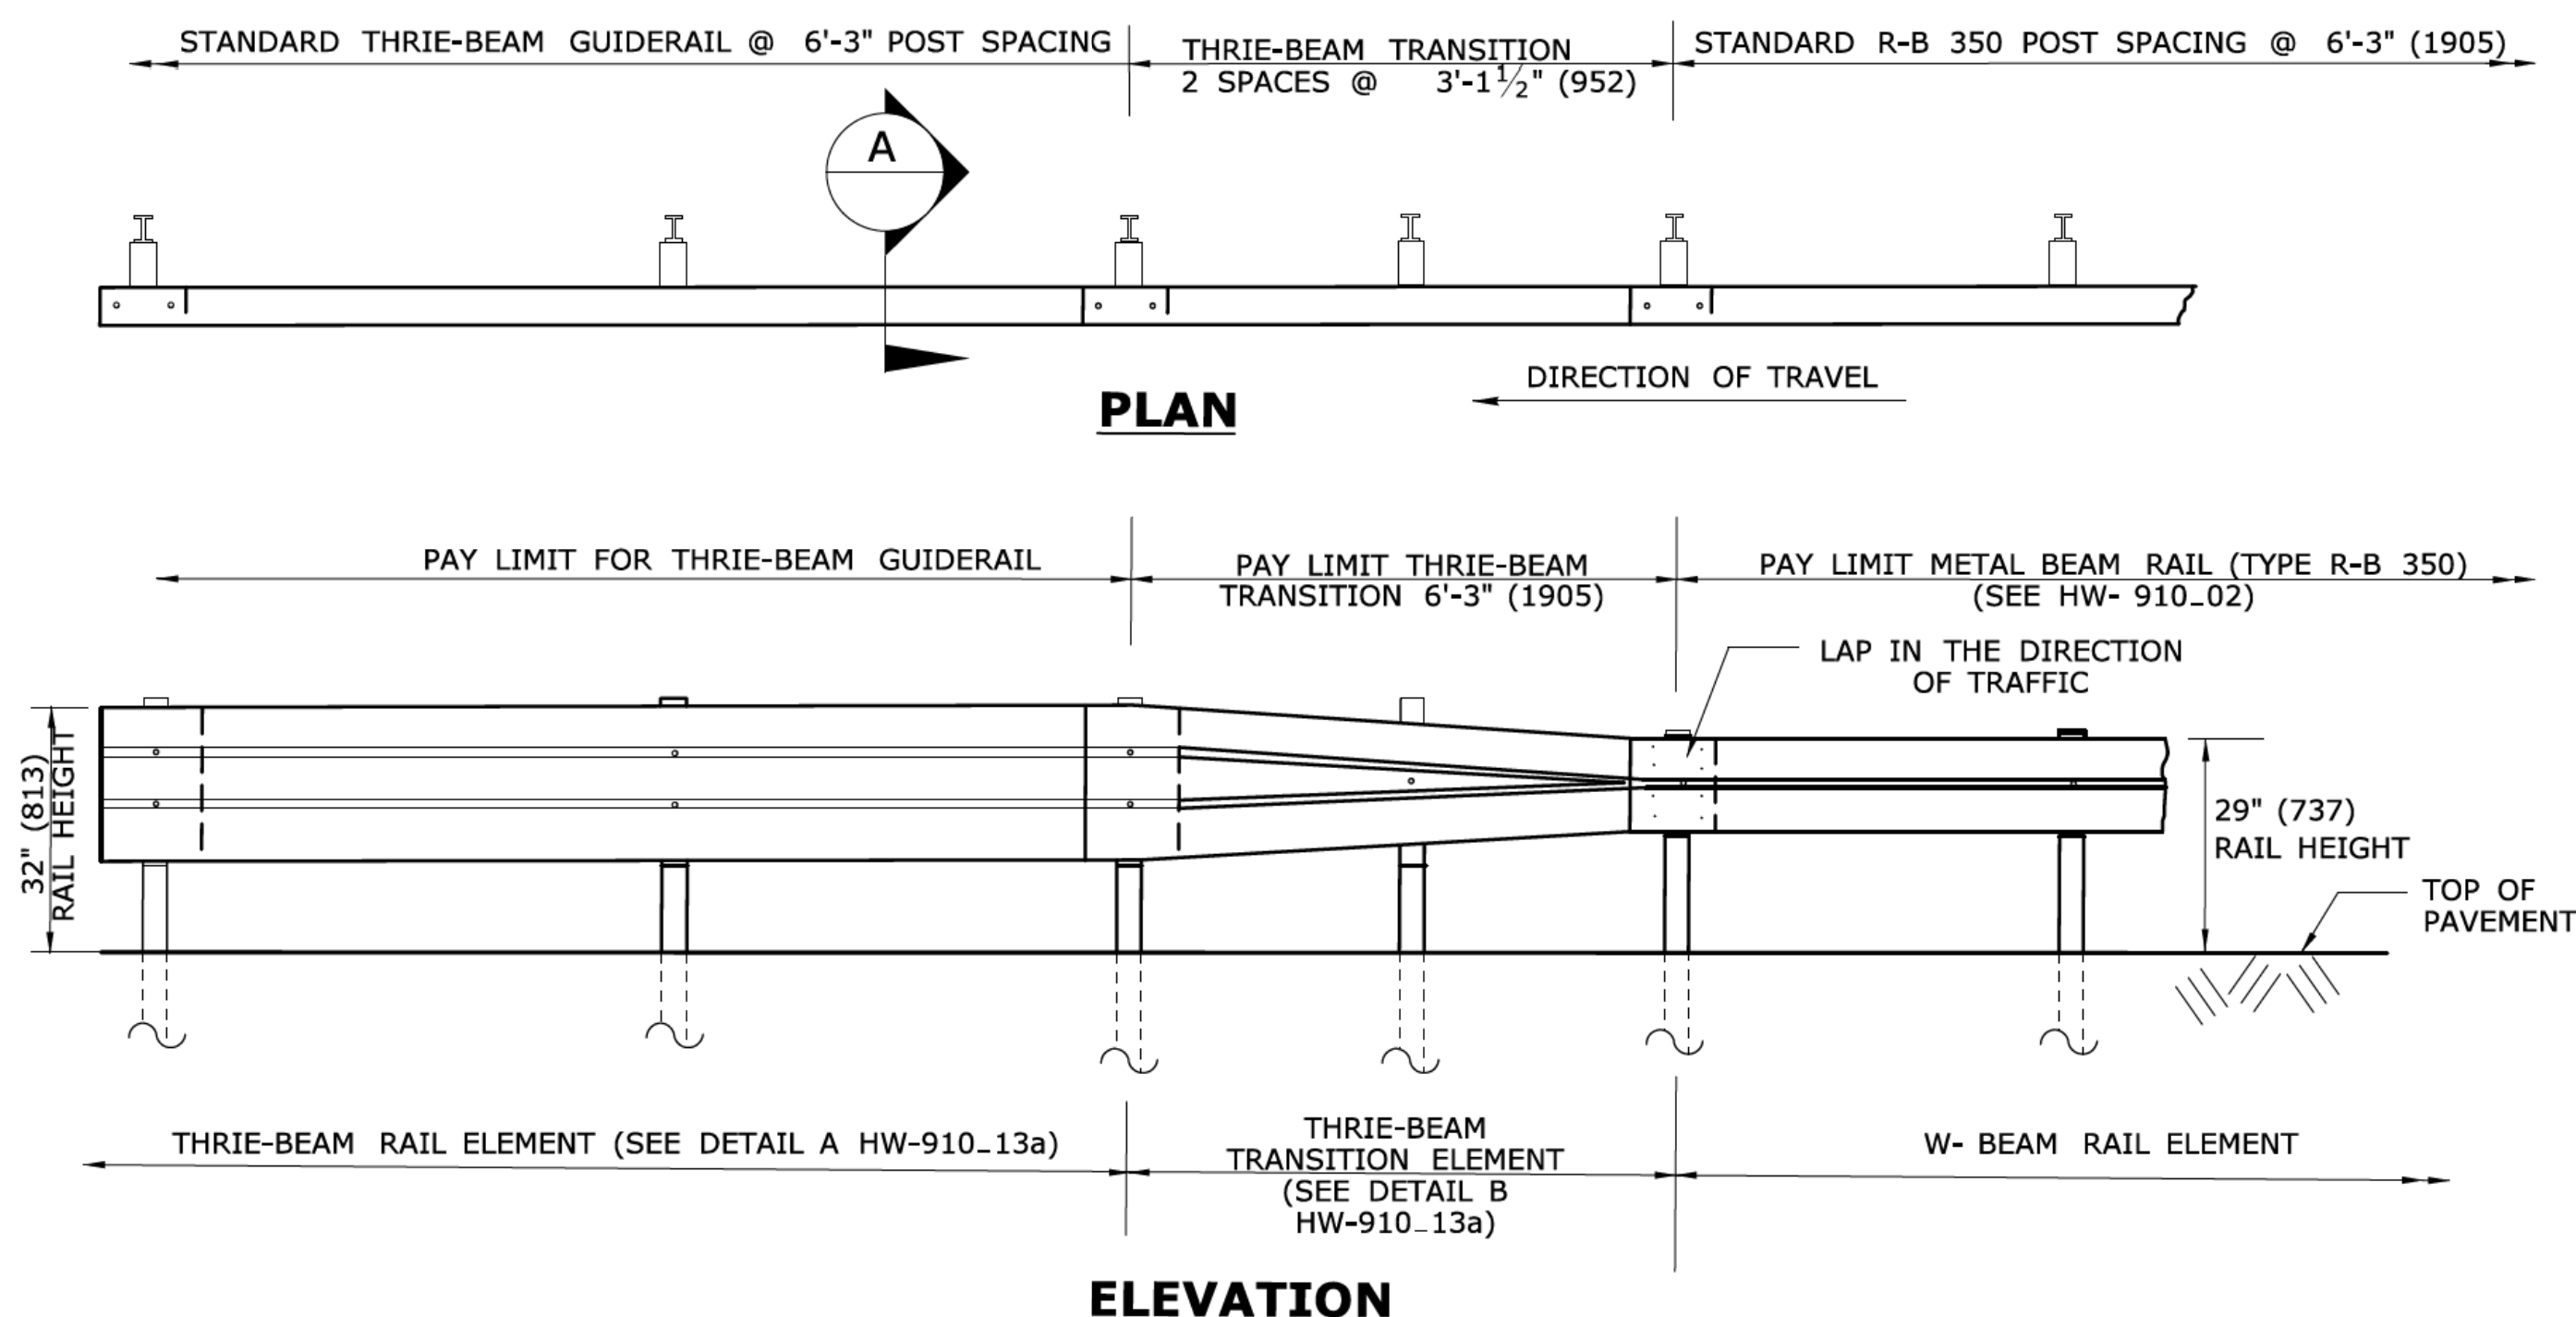 STANDARD THRIE-BEAM GUIDERAIL @ 6'-3" POST SPACING
THRIE-BEAM TRANSITION
2 SPACES @ 3'-1½" (952)
STANDARD R-B 350 POST SPACING @ 6'-3" (1905)
A
DIRECTION OF TRAVEL
PLAN
PAY LIMIT FOR THRIE-BEAM GUIDERAIL
PAY LIMIT THRIE-BEAM
TRANSITION 6'-3" (1905)
PAY LIMIT METAL BEAM RAIL (TYPE R-B 350)
(SEE HW- 910_02)
LAP IN THE DIRECTION
OF TRAFFIC
32" (813)
RAIL HEIGHT
29" (737)
RAIL HEIGHT
TOP OF
PAVEMENT
THRIE-BEAM RAIL ELEMENT (SEE DETAIL A HW-910_13a)
THRIE-BEAM
TRANSITION ELEMENT
(SEE DETAIL B
HW-910_13a)
W- BEAM RAIL ELEMENT
ELEVATION